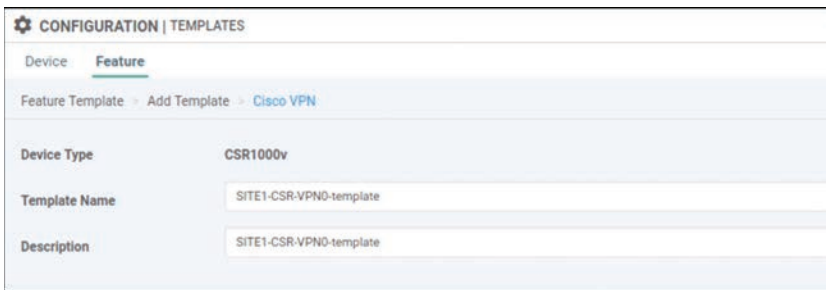 CONFIGURATION | TEMPLATES
Device Feature
Feature Template > Add Template > Cisco VPN
Device Type CSR1000v
Template Name SITE1-CSR-VPN0-template
Description SITE1-CSR-VPN0-template